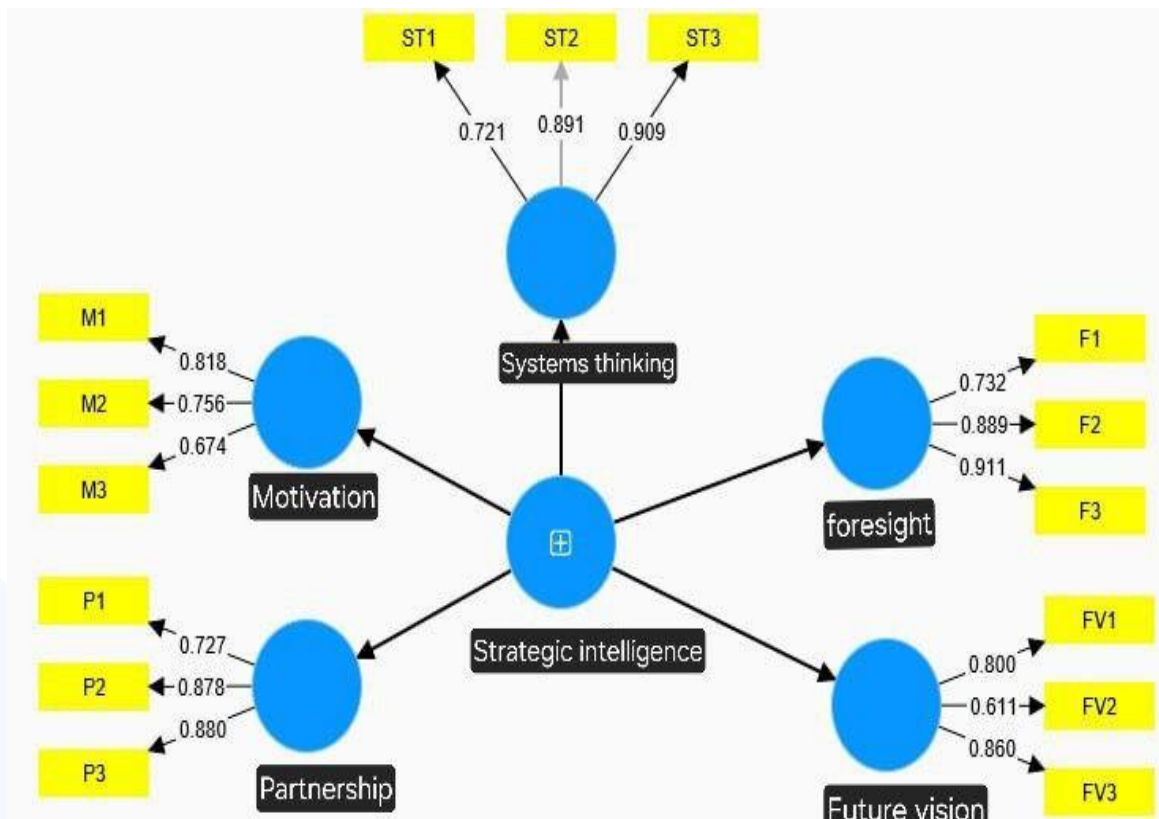 ST1 ST2 ST3
0.721 0.891 0.909
Systems thinking
M1
M2
M3
0.818
0.756
0.674
Motivation
F1
F2
F3
0.732
0.889
0.911
foresight
Strategic intelligence
P1
P2
P3
0.727
0.878
0.880
Partnership
FV1
FV2
FV3
0.800
0.611
0.860
Future vision